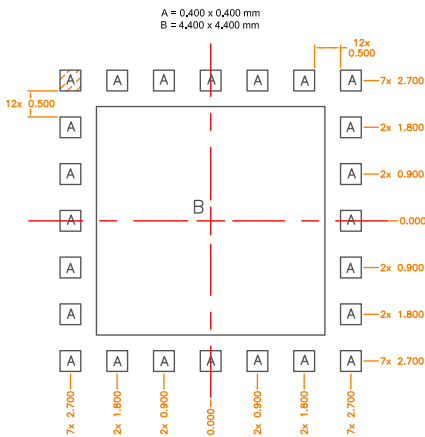 A = 0.400 x 0.400 mm
B = 4.400 x 4.400 mm
12x
0.500
A A A A A A A 7x 2.700
12x 0.500
A A 2x 1.800
A A 2x 0.900
B
A A 0.000
A A 2x 0.900
A A 2x 1.800
A A A A A A A 7x 2.700
7x 2.700
2x 1.800
2x 0.900
0.000
2x 0.900
2x 1.800
7x 2.700